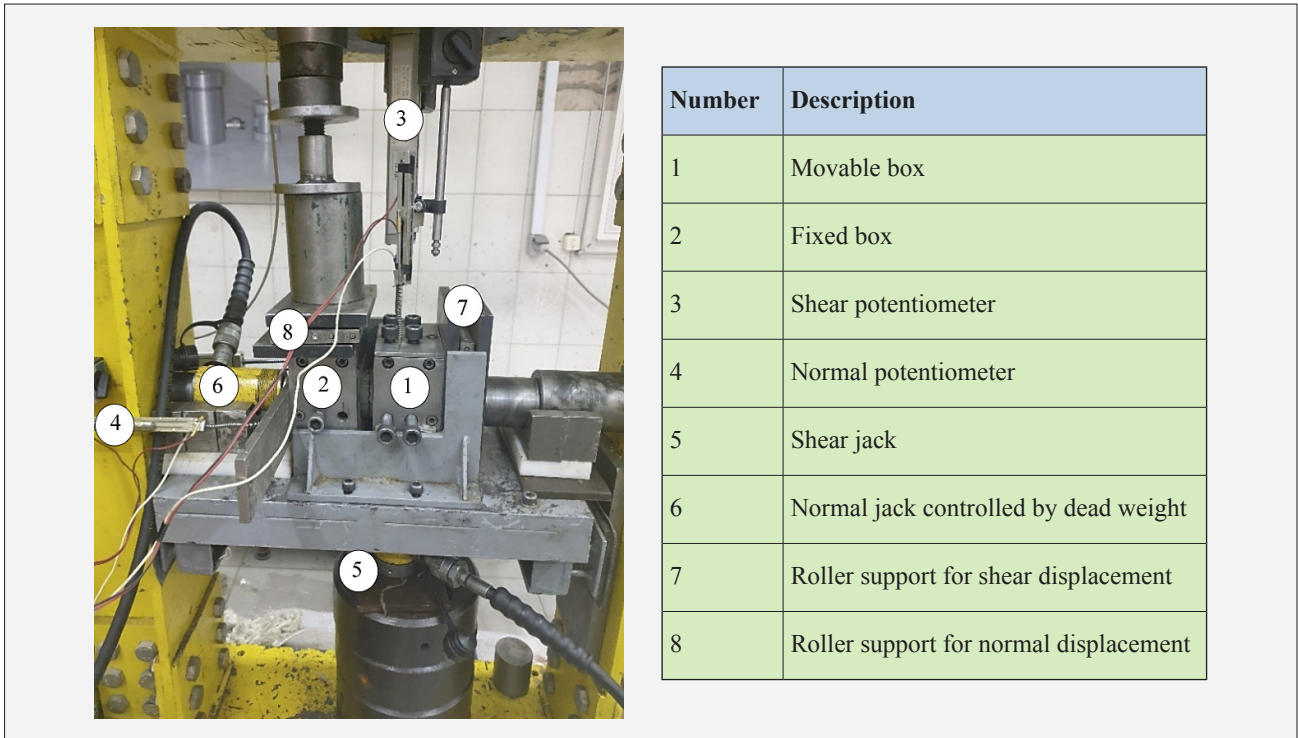 3
7
8
6
2
1
4
5
Number Description
1 Movable box
2 Fixed box
3 Shear potentiometer
4 Normal potentiometer
5 Shear jack
6 Normal jack controlled by dead weight
7 Roller support for shear displacement
8 Roller support for normal displacement